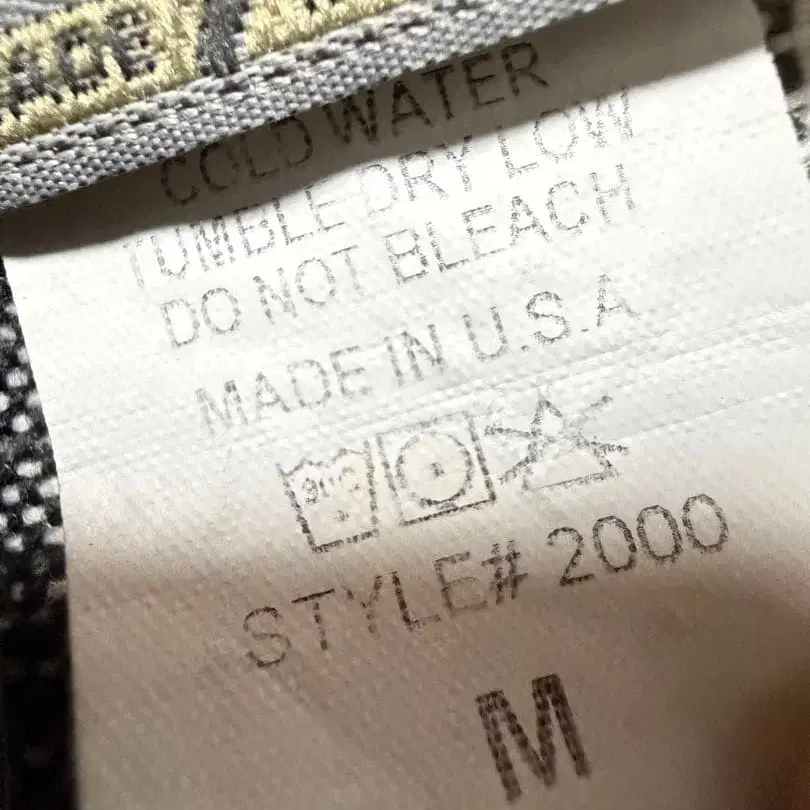 COLD WATER
TUMBLE DRY LOW
DO NOT BLEACH
MADE IN U.S.A
STYLE# 2000
M